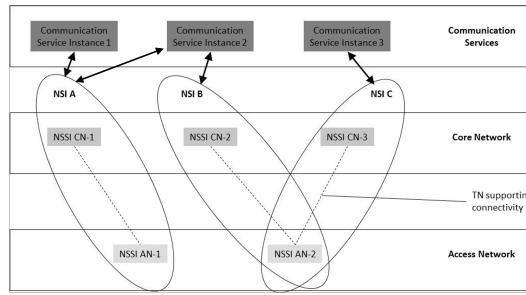 Communication
Service Instance 1
Communication
Service Instance 2
Communication
Service Instance 3
Communication
Services
NSI A
NSI B
NSI C
NSSI CN-1
NSSI CN-2
NSSI CN-3
Core Network
TN supportin
connectivity
NSSI AN-1
NSSI AN-2
Access Network